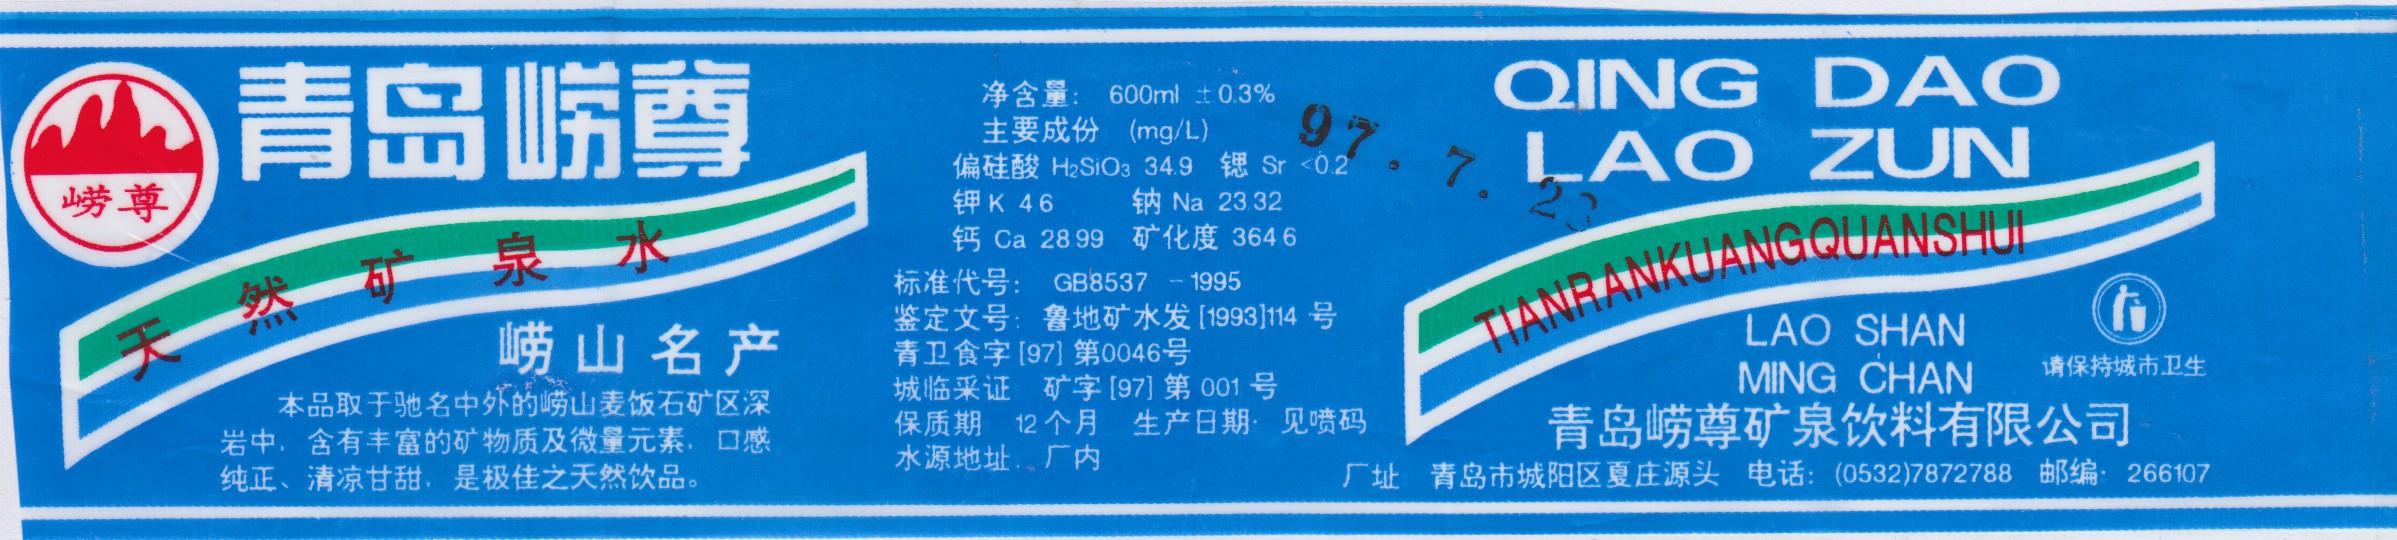 青岛崂尊
崂尊
天然矿泉水
崂山名产
本品取于驰名中外的崂山麦饭石矿区深
岩中，含有丰富的矿物质及微量元素，口感
纯正、清凉甘甜，是极佳之天然饮品。
净含量： 600ml ±0.3%
主要成份 (mg/L)
偏硅酸 H₂SiO₃ 34.9 锶 Sr <0.2
钾 K 4 6 钠 Na 23.32
钙 Ca 28 99 矿化度 364 6
标准代号： GB8537 -1995
鉴定文号： 鲁地矿水发 [1993]114 号
青卫食字 [97] 第0046号
城临采证 矿字 [97] 第 001 号
保质期 12个月 生产日期· 见喷码
水源地址. 厂内
97.7.23
QING DAO
LAO ZUN
TIANRANKUANGQUANSHUI
LAO SHAN
MING CHAN
请保持城市卫生
青岛崂尊矿泉饮料有限公司
厂址 青岛市城阳区夏庄源头 电话：(0532)7872788 邮编· 266107